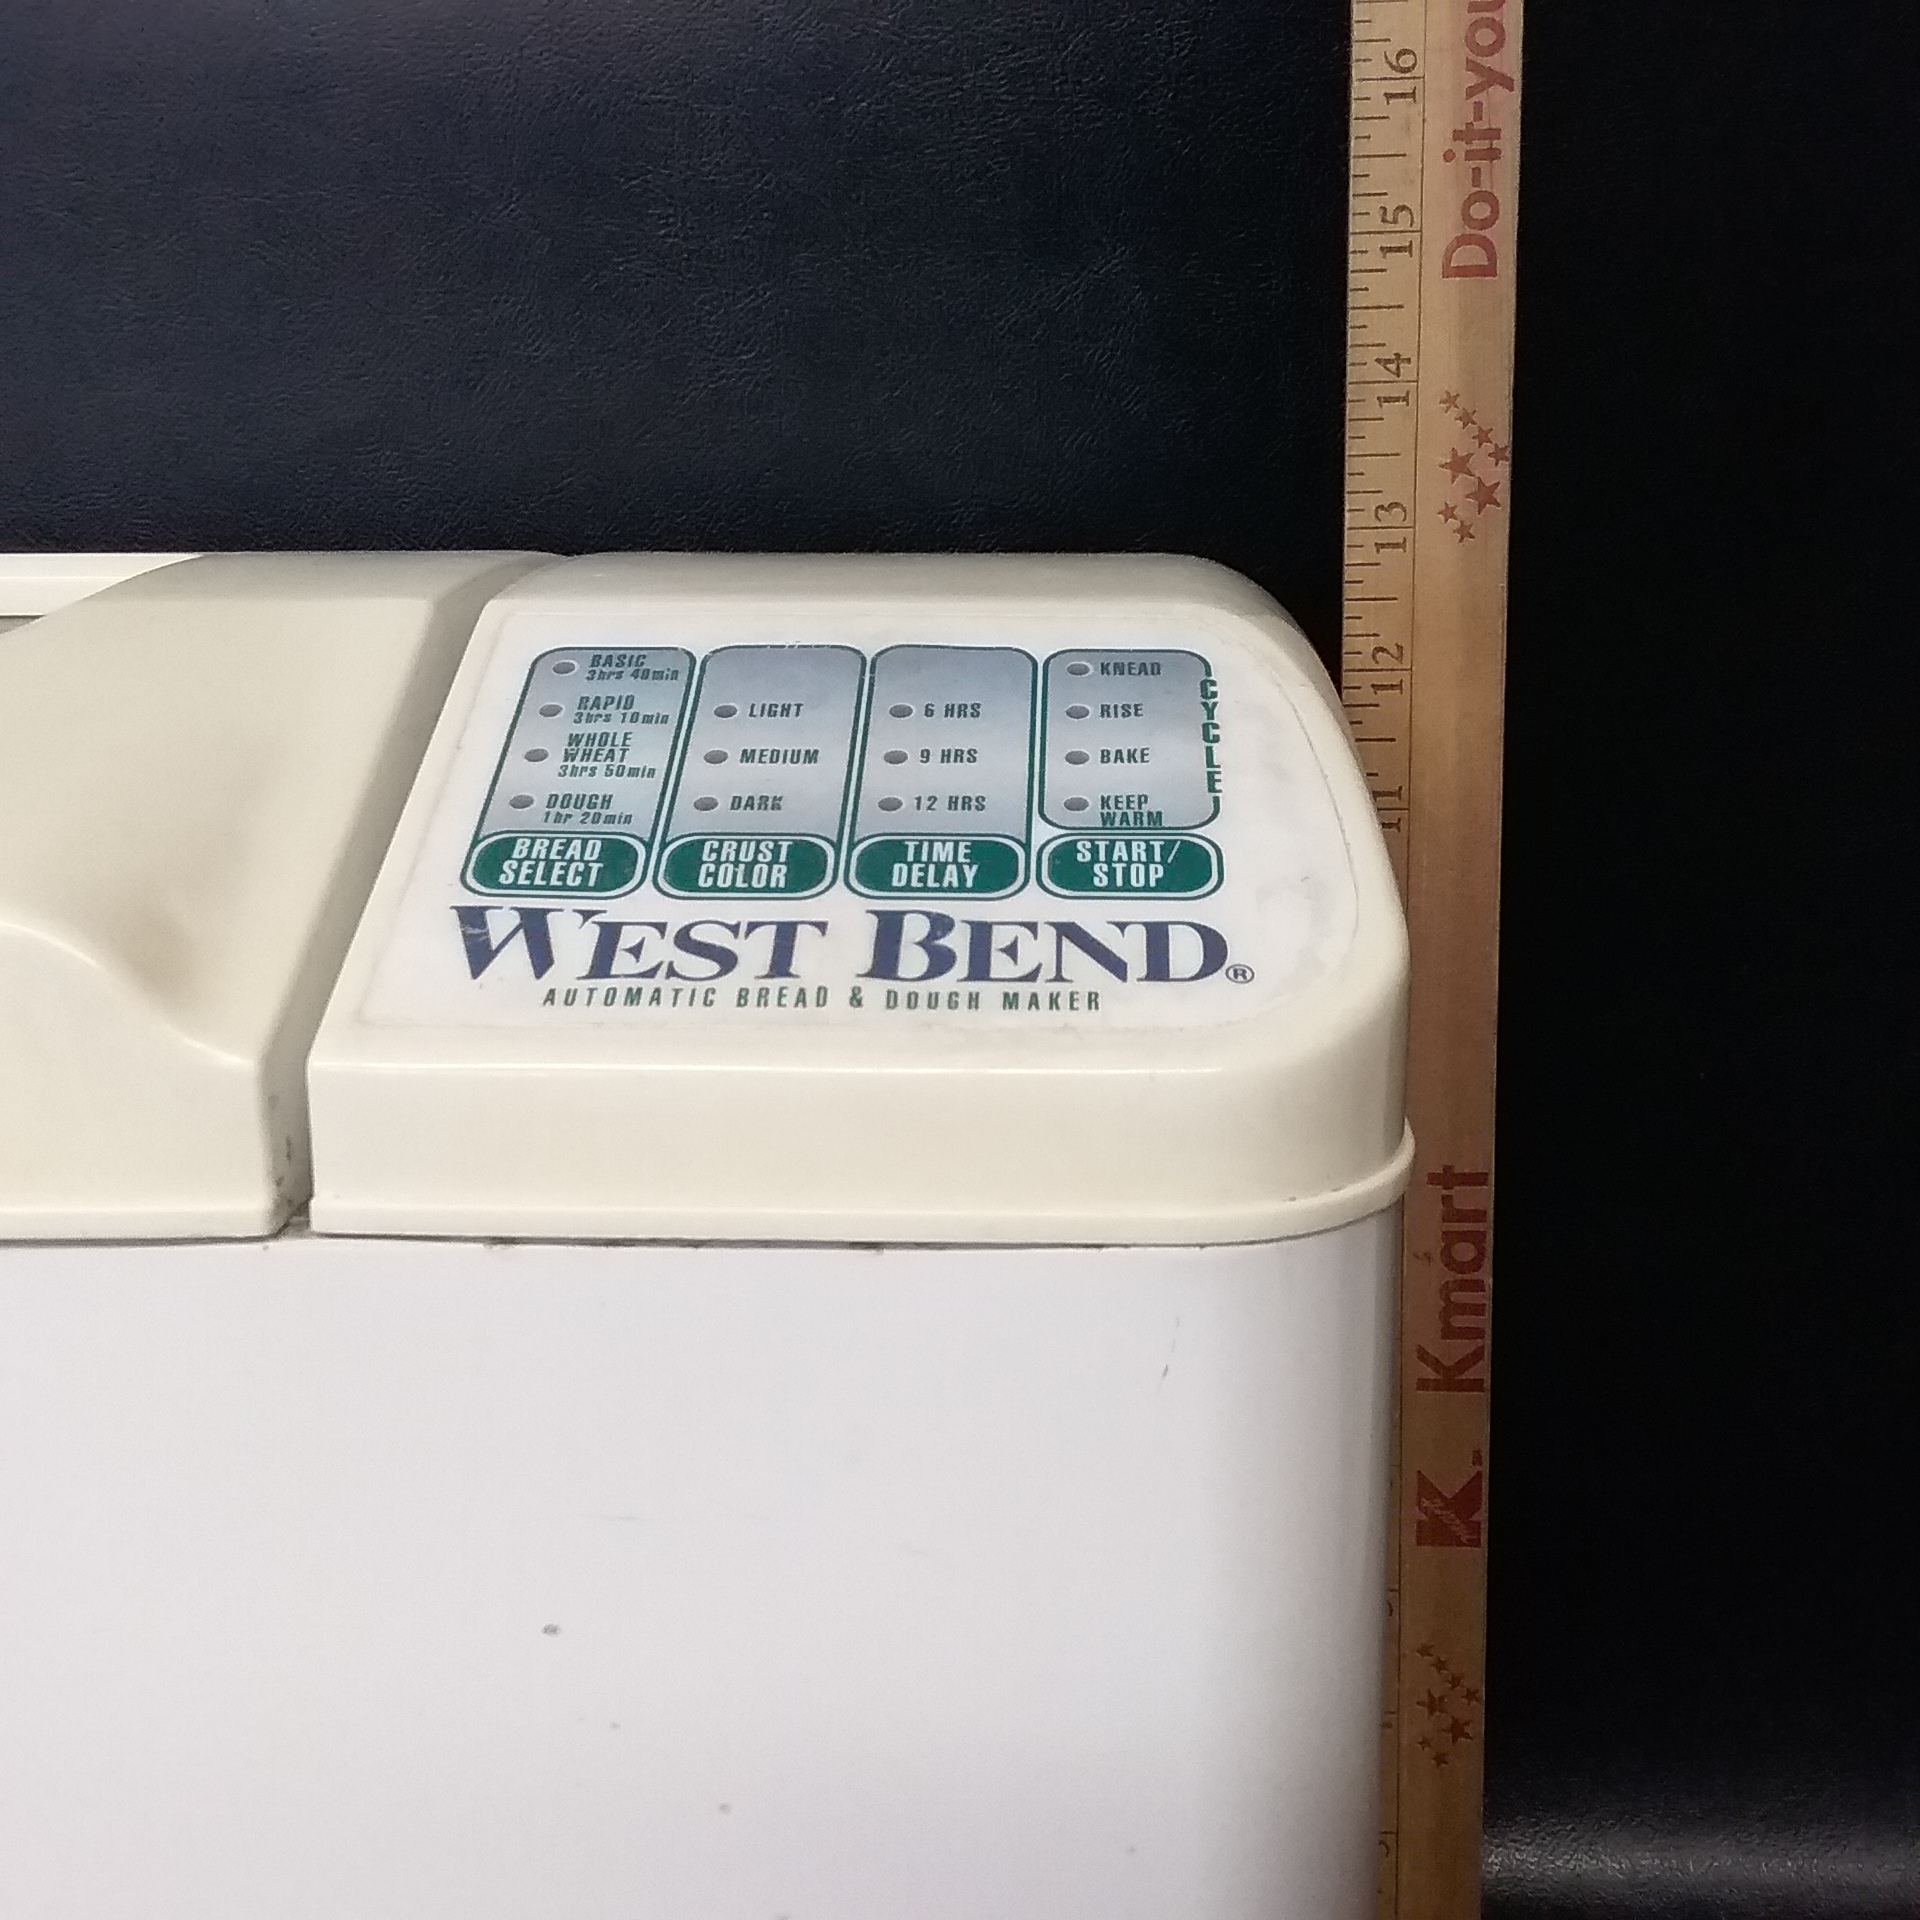 BASIC
3hrs 40min
RAPID
3hrs 10min
WHOLE
WHEAT
3hrs 50min
DOUGH
1hr 20min
BREAD
SELECT
LIGHT
MEDIUM
DARK
CRUST
COLOR
6 HRS
9 HRS
12 HRS
TIME
DELAY
KNEAD
RISE
BAKE
KEEP
WARM
CYCLE
START/
STOP
WEST BEND®
AUTOMATIC BREAD & DOUGH MAKER
16
15
14
13
12
11
Do-it-you
K. Kmart